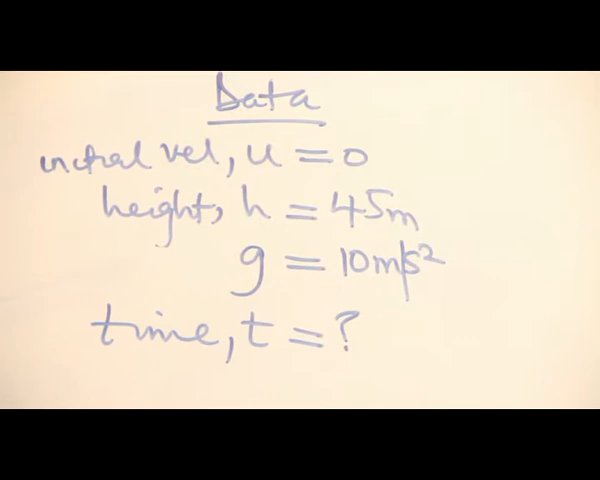 Data
initial vel, u = 0
height, h = 45m
g = 10m/s²
time, t = ?